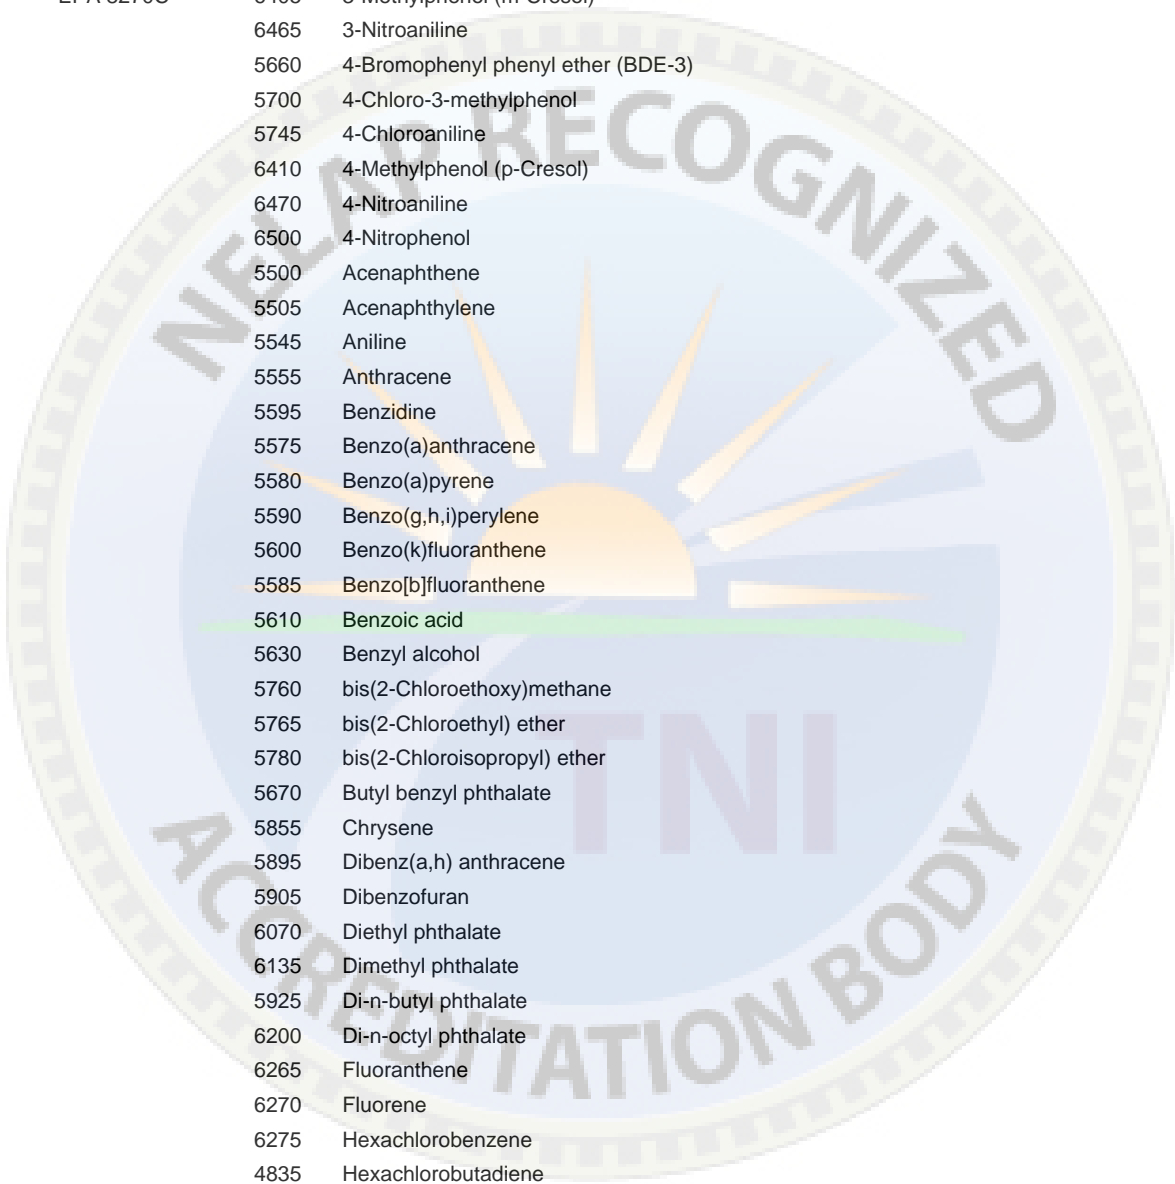 6465 3-Nitroaniline
5660 4-Bromophenyl phenyl ether (BDE-3)
5700 4-Chloro-3-methylphenol
5745 4-Chloroaniline
6410 4-Methylphenol (p-Cresol)
6470 4-Nitroaniline
6500 4-Nitrophenol
5500 Acenaphthene
5505 Acenaphthylene
5545 Aniline
5555 Anthracene
5595 Benzidine
5575 Benzo(a)anthracene
5580 Benzo(a)pyrene
5590 Benzo(g,h,i)perylene
5600 Benzo(k)fluoranthene
5585 Benzo[b]fluoranthene
5610 Benzoic acid
5630 Benzyl alcohol
5760 bis(2-Chloroethoxy)methane
5765 bis(2-Chloroethyl) ether
5780 bis(2-Chloroisopropyl) ether
5670 Butyl benzyl phthalate
5855 Chrysene
5895 Dibenz(a,h) anthracene
5905 Dibenzofuran
6070 Diethyl phthalate
6135 Dimethyl phthalate
5925 Di-n-butyl phthalate
6200 Di-n-octyl phthalate
6265 Fluoranthene
6270 Fluorene
6275 Hexachlorobenzene
4835 Hexachlorobutadiene
NELAP RECOGNIZED
TNI
ACCREDITATION BODY